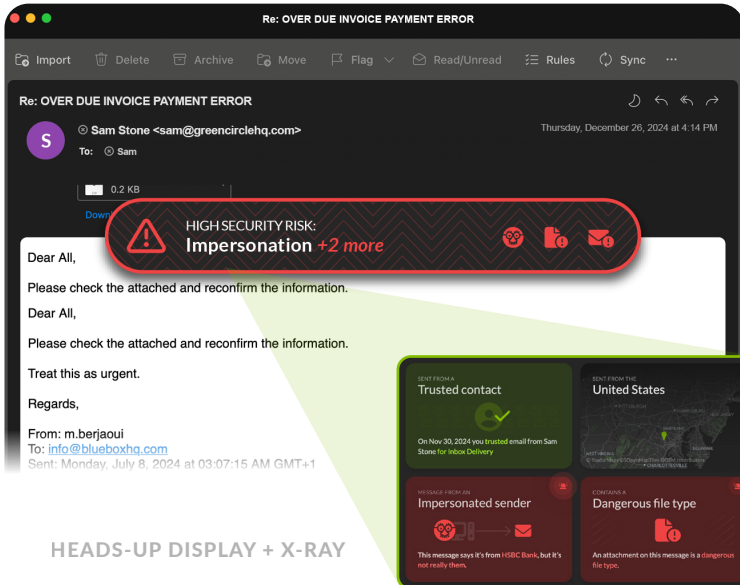 Re: OVER DUE INVOICE PAYMENT ERROR
Import Delete Archive Move Flag Read/Unread Rules Sync ...
Re: OVER DUE INVOICE PAYMENT ERROR
S
Sam Stone <sam@greencirclehq.com>
Thursday, December 26, 2024 at 4:14 PM
To: Sam
0.2 KB
Downl
HIGH SECURITY RISK:
Impersonation +2 more
Dear All,
Please check the attached and reconfirm the information.
Dear All,
Please check the attached and reconfirm the information.
Treat this as urgent.
Regards,
From: m.berjaoui
To: info@blueboxhq.com
Sent: Monday, July 8, 2024 at 03:07:15 AM GMT+1
SENT FROM A
Trusted contact
On Nov 30, 2024 you trusted email from Sam
Stone for Inbox Delivery
SENT FROM THE
United States
CHARLOTTESVILLE
MESSAGE FROM AN
Impersonated sender
This message says it's from HSBC Bank, but it's
not really them.
CONTAINS A
Dangerous file type
An attachment on this message is a dangerous
file type.
HEADS-UP DISPLAY + X-RAY